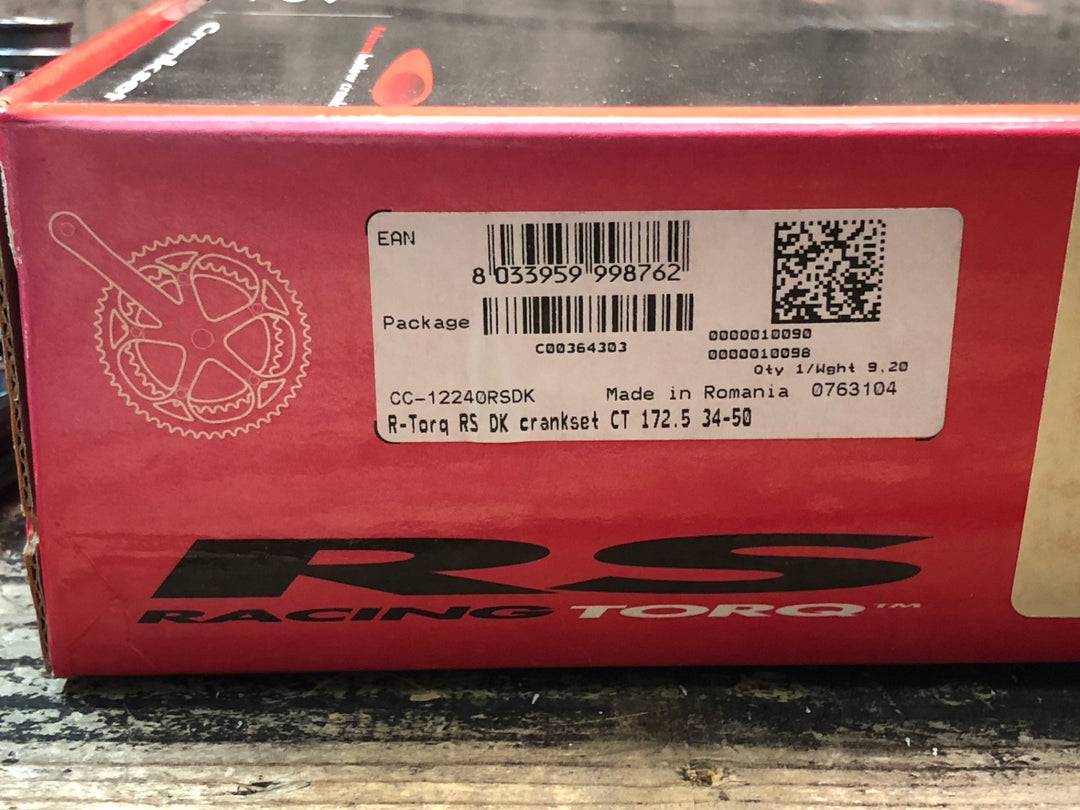 Crankset
EAN
8 033959 998762
Package
C00364303
0000010090
0000010098
Qty 1/Wght 9,20
CC-12240RSDK Made in Romania 0763104
R-Torq RS DK crankset CT 172.5 34-50
RS
RACING TORQ™